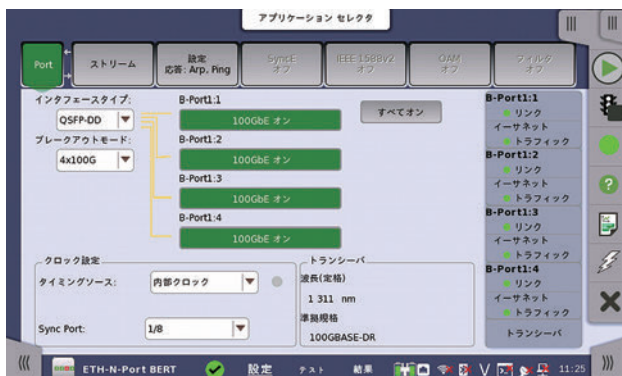 アプリケーション セレクタ
Port
ストリーム
設定
応答: Arp, Ping
SyncE
オフ
IEEE 1588v2
オフ
OAM
オフ
フィルタ
オフ
インタフェースタイプ:
QSFP-DD
ブレークアウトモード:
4x100G
B-Port1:1
100GbE オン
B-Port1:2
100GbE オン
B-Port1:3
100GbE オン
B-Port1:4
100GbE オン
すべてオン
B-Port1:1
リンク
イーサネット
トラフィック
B-Port1:2
リンク
イーサネット
トラフィック
B-Port1:3
リンク
イーサネット
トラフィック
B-Port1:4
リンク
イーサネット
トラフィック
トランシーバ
クロック設定
タイミングソース:
内部クロック
Sync Port:
1/8
トランシーバ
波長(定格)
1 311 nm
準拠規格
100GBASE-DR
ETH-N-Port BERT
設定
テスト
結果
11:25